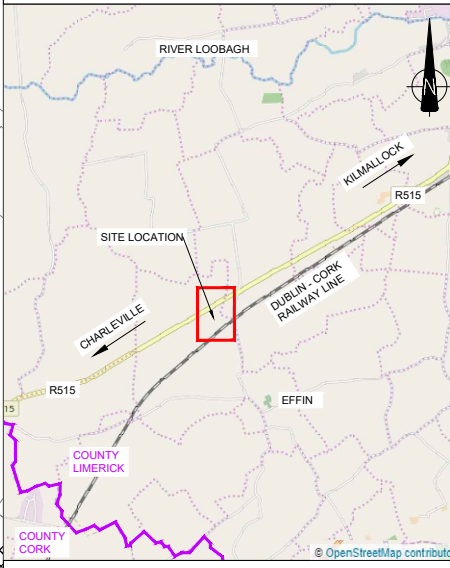 RIVER LOOBAGH
N
KILMALLOCK
R515
SITE LOCATION
DUBLIN - CORK
RAILWAY LINE
CHARLEVILLE
R515
EFFIN
15
COUNTY
LIMERICK
COUNTY
CORK
© OpenStreetMap contributo